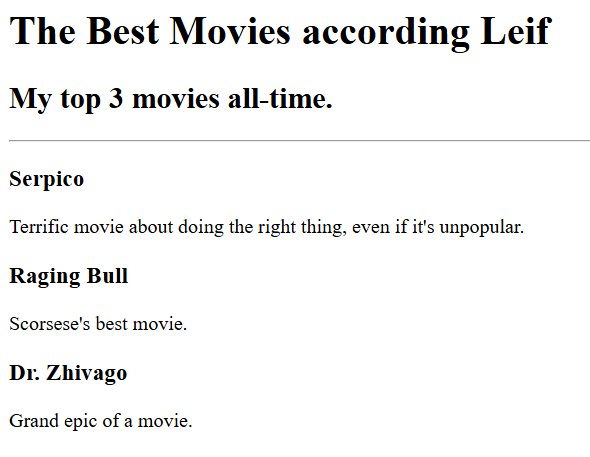 The Best Movies according Leif
My top 3 movies all-time.
Serpico
Terrific movie about doing the right thing, even if it's unpopular.
Raging Bull
Scorsese's best movie.
Dr. Zhivago
Grand epic of a movie.